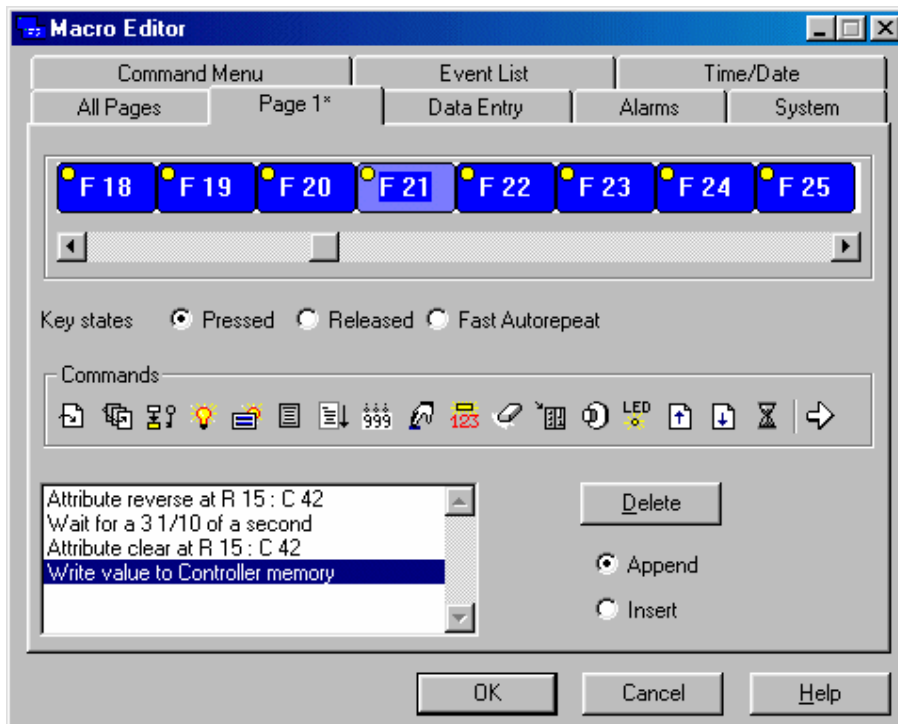 Macro Editor
Command Menu Event List Time/Date
All Pages Page 1* Data Entry Alarms System
F 18 F 19 F 20 F 21 F 22 F 23 F 24 F 25
Key states Pressed Released Fast Autorepeat
Commands
999 123 LED
Attribute reverse at R 15 : C 42
Wait for a 3 1/10 of a second
Attribute clear at R 15 : C 42
Write value to Controller memory
Delete
Append
Insert
OK Cancel Help